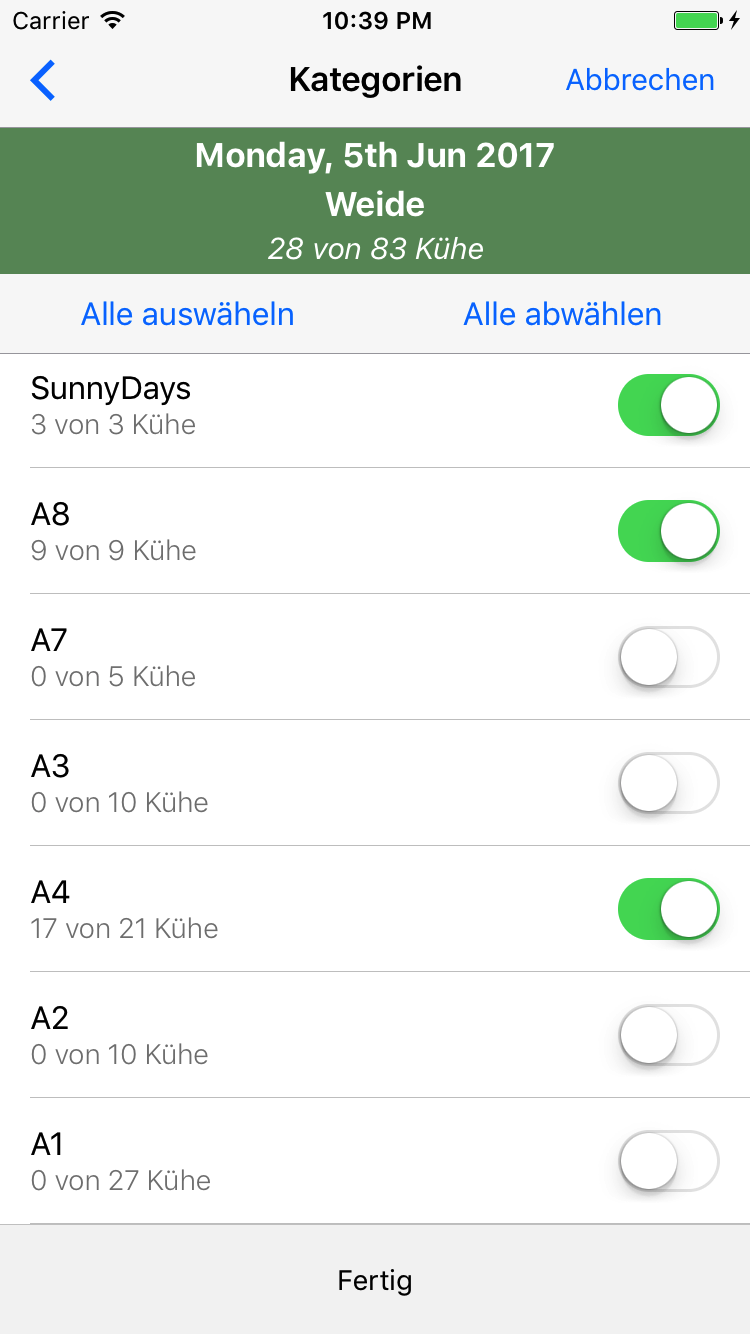 Carrier 10:39 PM
Kategorien Abbrechen
Monday, 5th Jun 2017
Weide
28 von 83 Kühe
Alle auswäheln Alle abwählen
SunnyDays
3 von 3 Kühe
A8
9 von 9 Kühe
A7
0 von 5 Kühe
A3
0 von 10 Kühe
A4
17 von 21 Kühe
A2
0 von 10 Kühe
A1
0 von 27 Kühe
Fertig